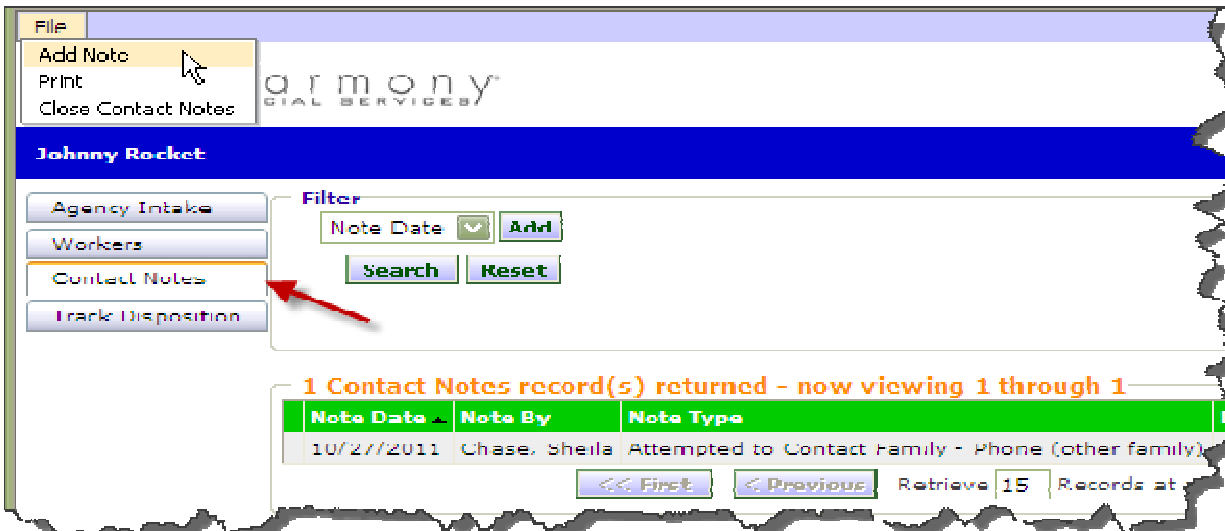 File
Add Note
Print
Close Contact Notes
armony
CIAL SERVICES
Johnny Rocket
Agency Intake
Workers
Contact Notes
Track Disposition
Filter
Note Date Add
Search Reset
1 Contact Notes record(s) returned - now viewing 1 through 1
Note Date Note By Note Type
10/27/2011 Chase, Sheila Attempted to Contact Family - Phone (other family)
<< First < Previous Retrieve 15 Records at